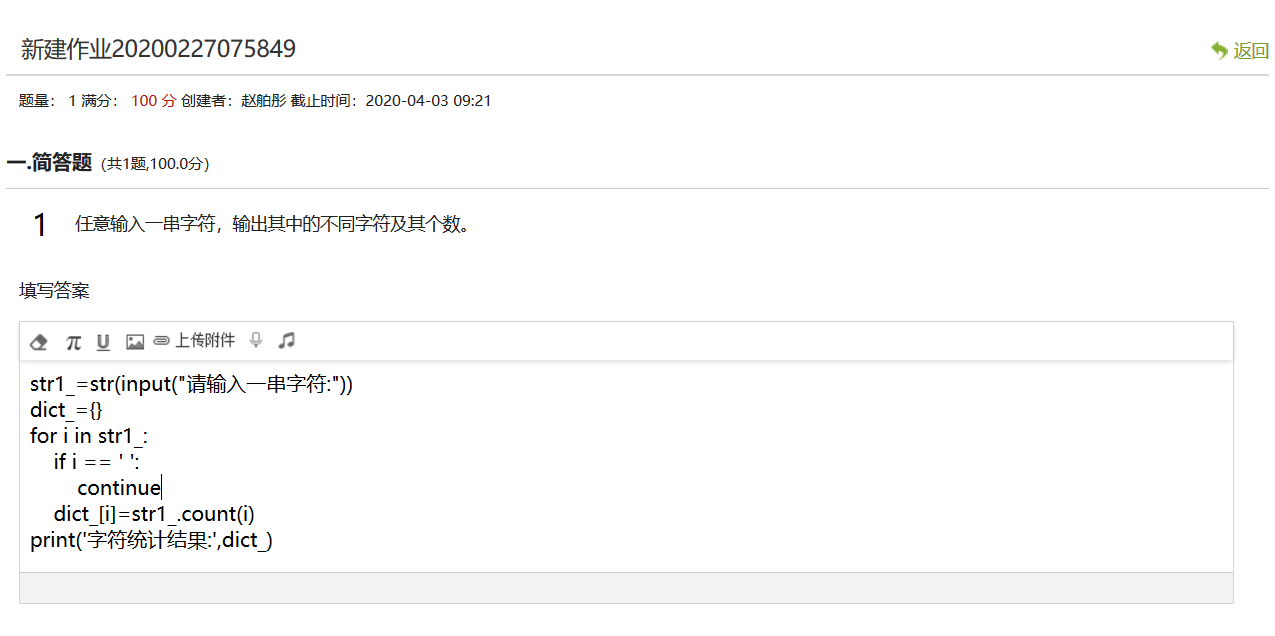 新建作业20200227075849
返回
题量： 1 满分： 100 分 创建者：赵舶彤 截止时间：2020-04-03 09:21
一.简答题 (共1题,100.0分)
1 任意输入一串字符，输出其中的不同字符及其个数。
填写答案
上传附件
str1_=str(input("请输入一串字符:"))
dict_={}
for i in str1_:
    if i == ' ':
        continue
    dict_[i]=str1_.count(i)
print('字符统计结果:',dict_)